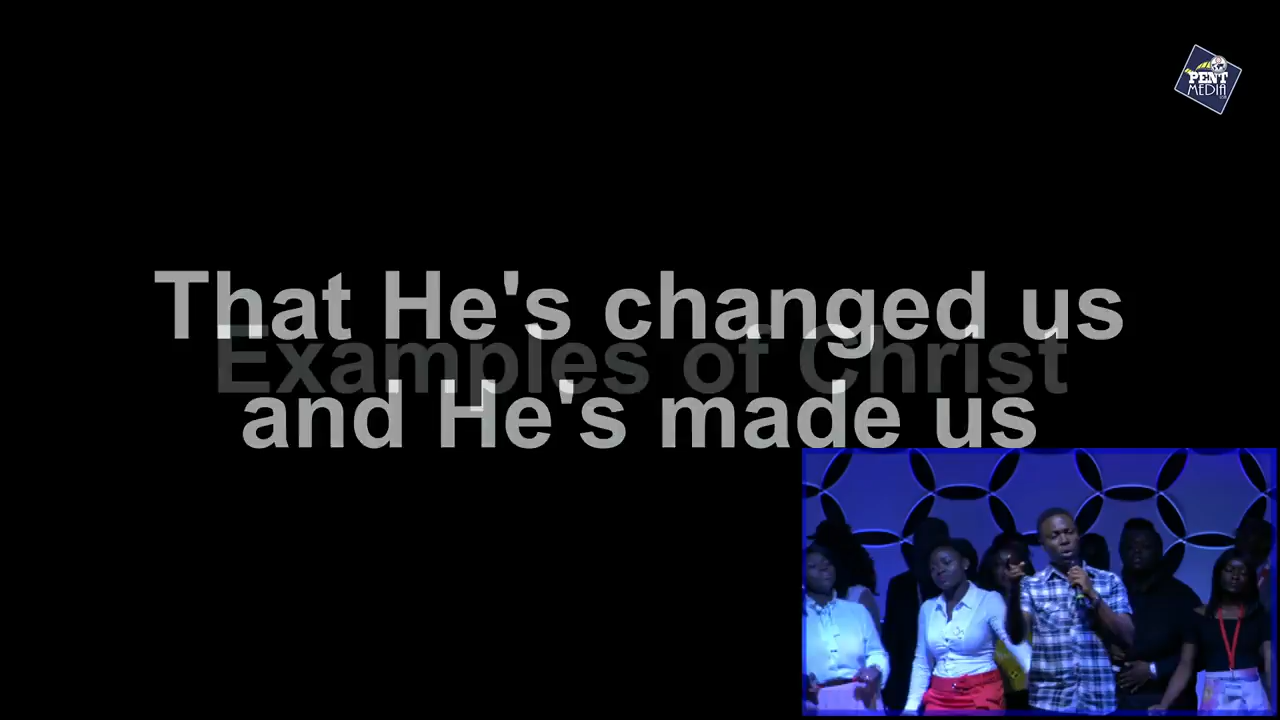 PENT
MEDIA
That He's changed us
Examples of Christ
and He's made us